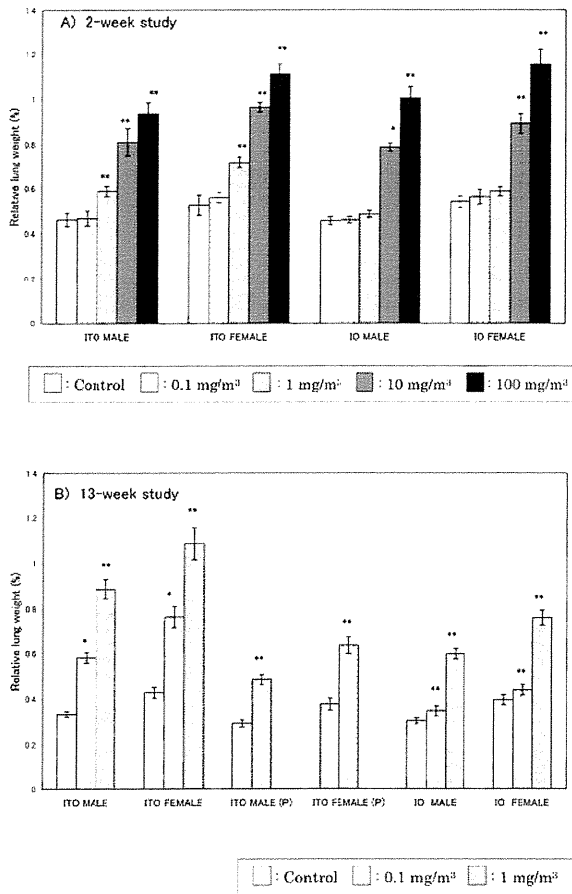 A) 2-week study
Relative lung weight (%)
1.4
1.2
1
0.8
0.6
0.4
0.2
0
** ** **
** ** **
* **
** **
ITO MALE ITO FEMALE IO MALE IO FEMALE
: Control : 0.1 mg/m³ : 1 mg/m³ : 10 mg/m³ : 100 mg/m³
B) 13-week study
Relative lung weight (%)
1.4
1.2
1
0.8
0.6
0.4
0.2
0
* **
* **
**
**
** **
** **
ITO MALE ITO FEMALE ITO MALE (P) ITO FEMALE (P) IO MALE IO FEMALE
: Control : 0.1 mg/m³ : 1 mg/m³